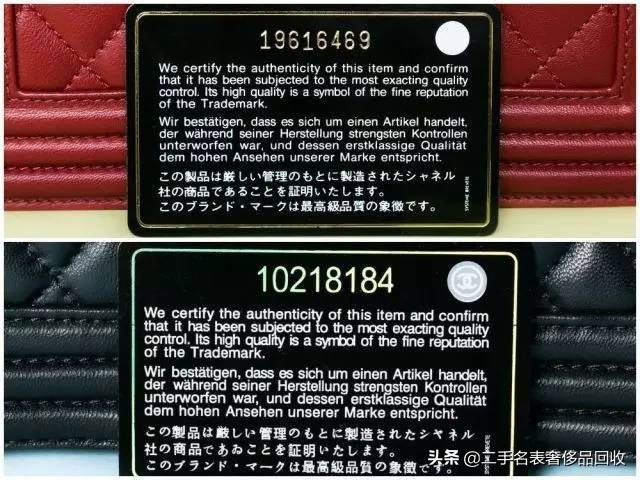 19616469
We certify the authenticity of this item and confirm
that it has been subjected to the most exacting quality
control. Its high quality is a symbol of the fine reputation
of the Trademark.
Wir bestätigen, dass es sich um einen Artikel handelt,
der während seiner Herstellung strengsten Kontrollen
unterworfen war, und dessen erstklassige Qualität
dem hohen Ansehen unserer Marke entspricht.
この製品は厳しい管理のもとに製造されたシャネル
社の商品であることを証明いたします。
このブランド・マークは最高級品質の象徴です。
SYSTEME BREVETE
10218184
We certify the authenticity of this item and confirm
that it has been subjected to the most exacting quality
control. Its high quality is a symbol of the fine reputation
of the Trademark.
Wir bestätigen, dass es sich um einen Artikel handelt,
der während seiner Herstellung strengsten Kontrollen
unterworfen war, und dessen erstklassige Qualität
dem hohen Ansehen unserer Marke entspricht.
この製品は厳しい管理のもとに製造されたシャネル
社の商品であることを証明いたします。
このブランド・マークは最高級品質の象徴です。
头条 @二手名表奢侈品回收